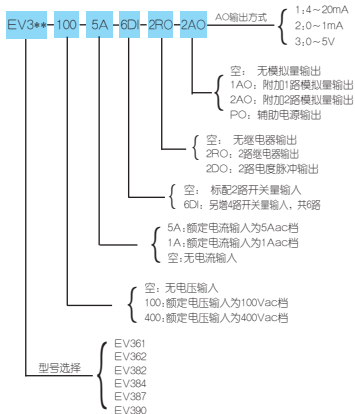 EV3**-100-5A-6DI-2RO-2AO
AO输出方式
1:4~20mA
2:0~1mA
3:0~5V
空: 无模拟量输出
1AO: 附加1路模拟量输出
2AO: 附加2路模拟量输出
PO: 辅助电源输出
空: 无继电器输出
2RO: 2路继电器输出
2DO: 2路电度脉冲输出
空: 标配2路开关量输入
6DI: 另增4路开关量输入, 共6路
5A:额定电流输入为5Aac档
1A:额定电流输入为1Aac档
空:无电流输入
空: 无电压输入
100:额定电压输入为100Vac档
400:额定电压输入为400Vac档
型号选择
EV361
EV362
EV382
EV384
EV387
EV390